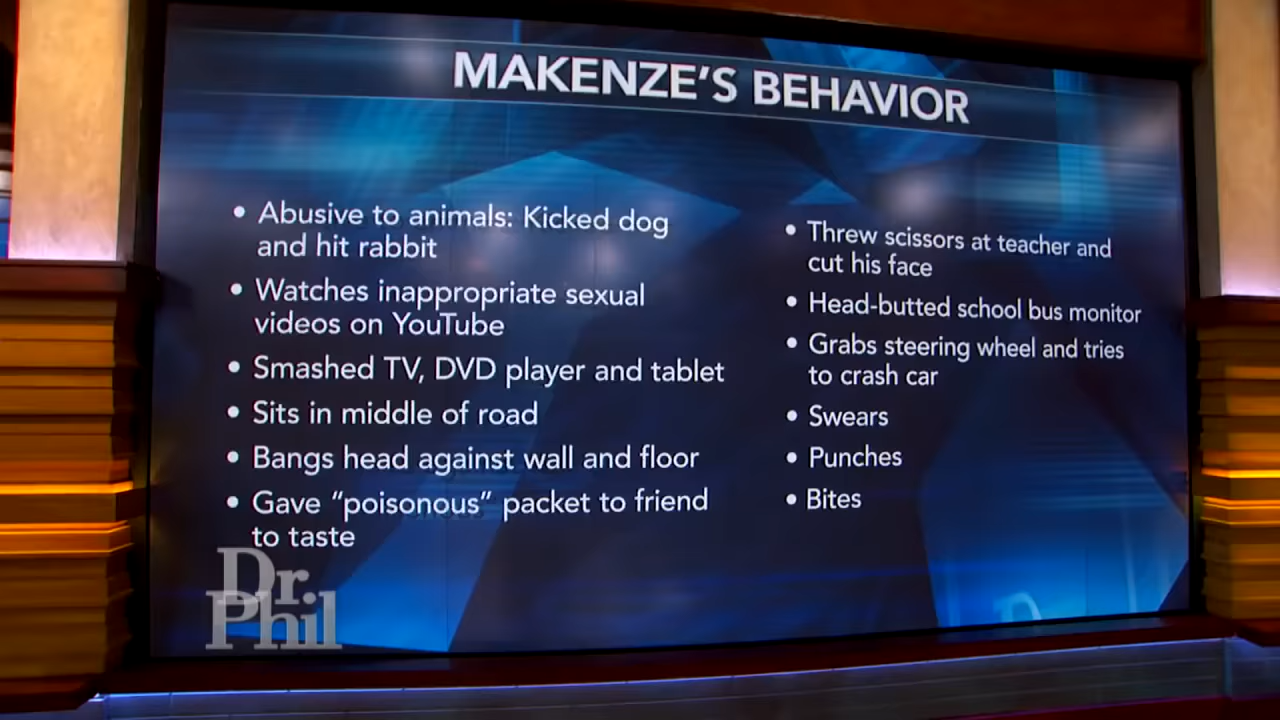 MAKENZE'S BEHAVIOR
• Abusive to animals: Kicked dog
and hit rabbit
• Watches inappropriate sexual
videos on YouTube
• Smashed TV, DVD player and tablet
• Sits in middle of road
• Bangs head against wall and floor
• Gave “poisonous” packet to friend
to taste
• Threw scissors at teacher and
cut his face
• Head-butted school bus monitor
• Grabs steering wheel and tries
to crash car
• Swears
• Punches
• Bites
Dr.
Phil